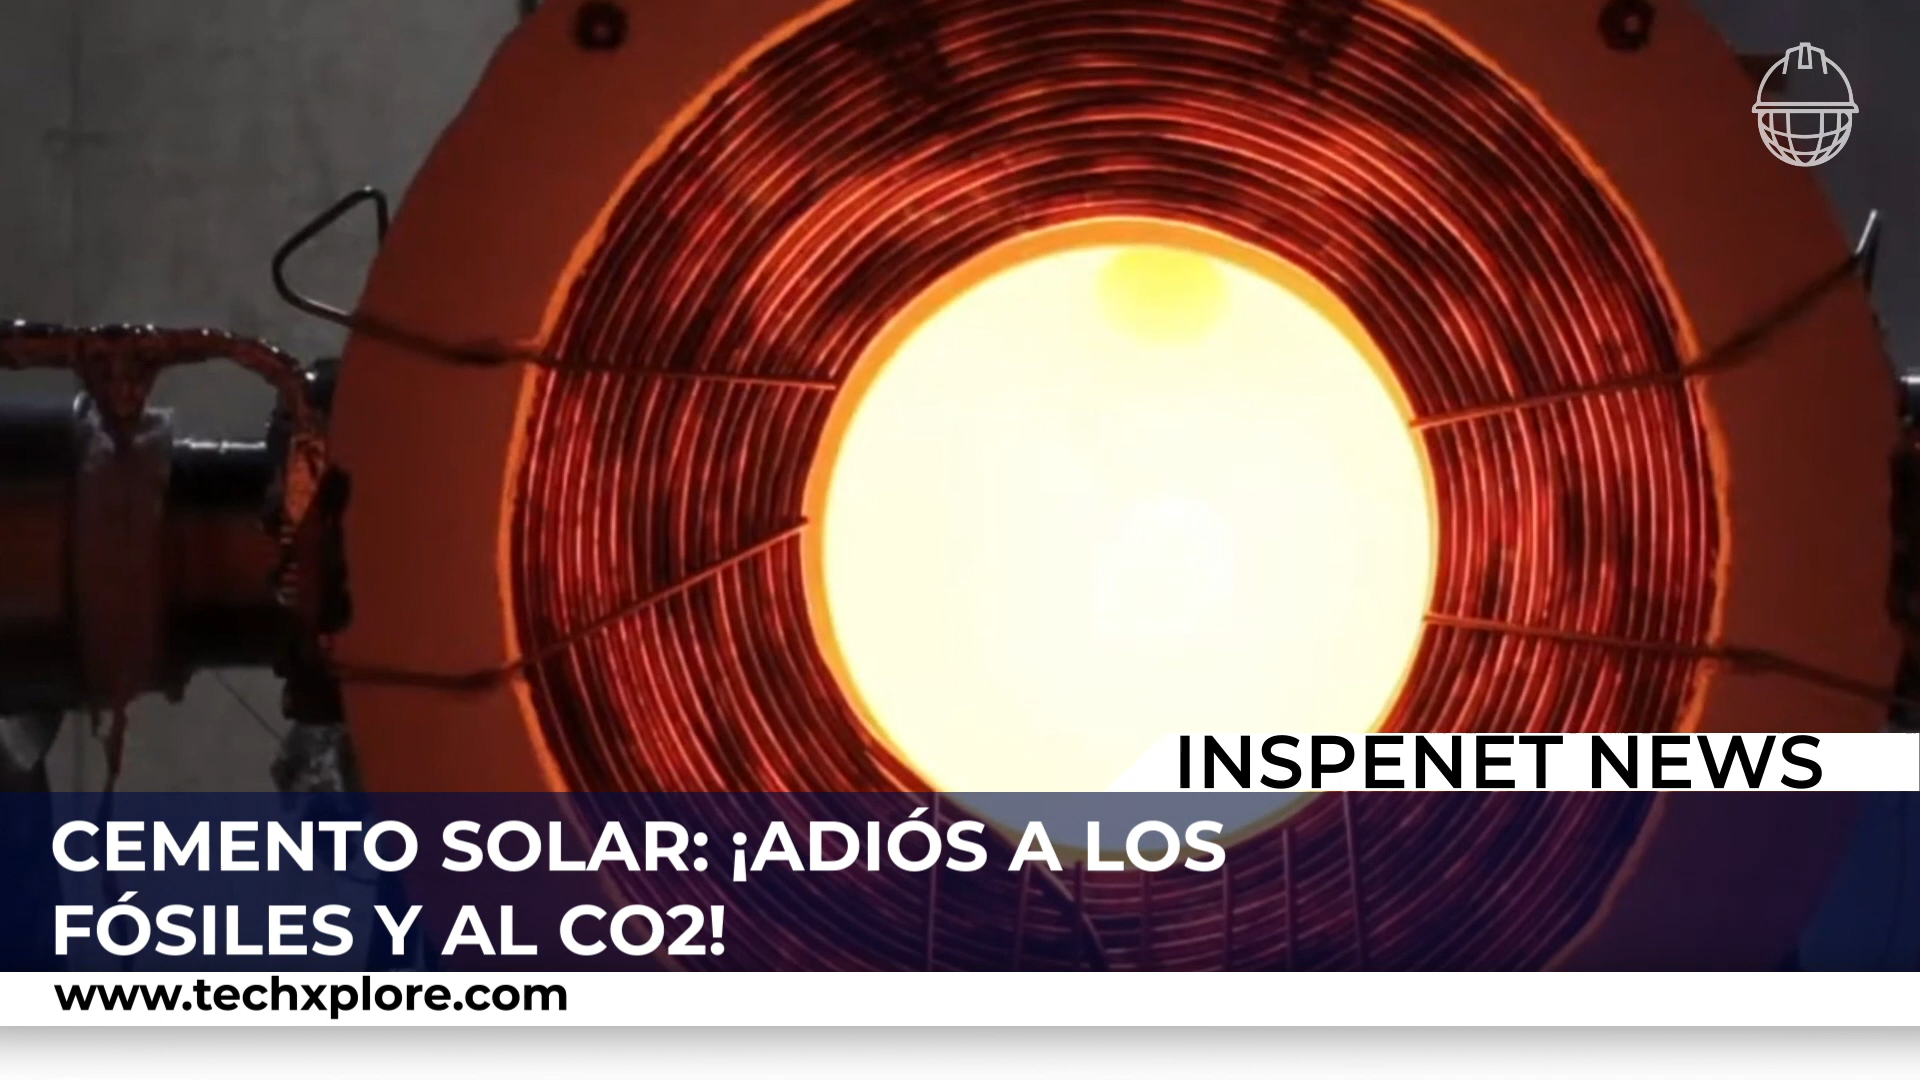 INSPENET NEWS
CEMENTO SOLAR: ¡ADIÓS A LOS
FÓSILES Y AL CO2!
www.techxplore.com